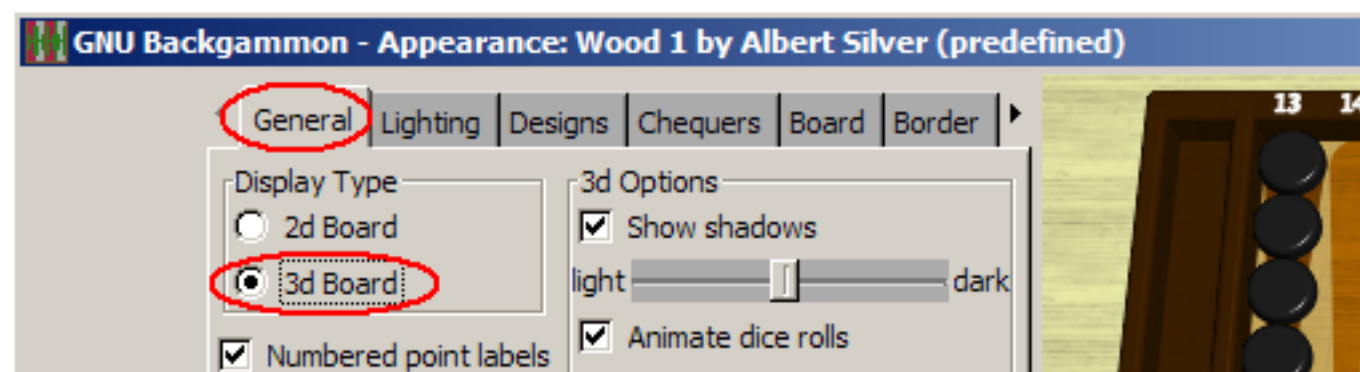 GNU Backgammon - Appearance: Wood 1 by Albert Silver (predefined)
General Lighting Designs Chequers Board Border
Display Type
2d Board
3d Board
Numbered point labels
3d Options
Show shadows
light dark
Animate dice rolls
13 14